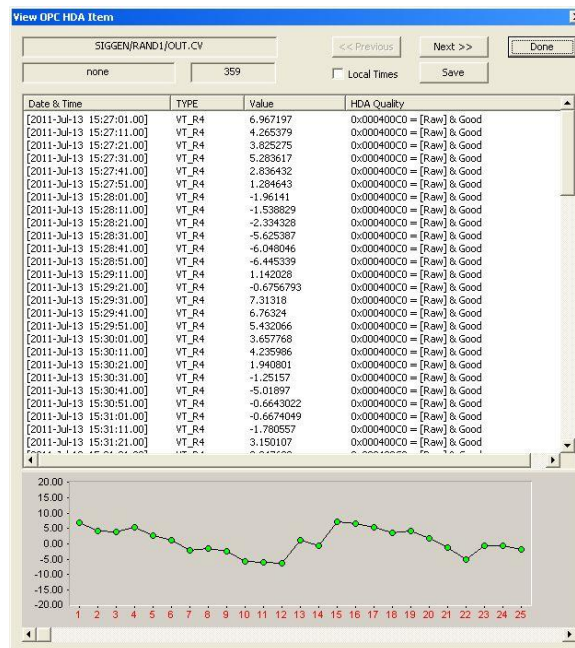 View OPC HDA Item
SIGGEN/RAND1/OUT.CV
<< Previous
Next >>
Done
none
359
Local Times
Save
Date & Time TYPE Value HDA Quality
[2011-Jul-13 15:27:01.00] VT_R4 6.967197 0x000400C0 = [Raw] & Good
[2011-Jul-13 15:27:11.00] VT_R4 4.265379 0x000400C0 = [Raw] & Good
[2011-Jul-13 15:27:21.00] VT_R4 3.825275 0x000400C0 = [Raw] & Good
[2011-Jul-13 15:27:31.00] VT_R4 5.283617 0x000400C0 = [Raw] & Good
[2011-Jul-13 15:27:41.00] VT_R4 2.836432 0x000400C0 = [Raw] & Good
[2011-Jul-13 15:27:51.00] VT_R4 1.284643 0x000400C0 = [Raw] & Good
[2011-Jul-13 15:28:01.00] VT_R4 -1.96141 0x000400C0 = [Raw] & Good
[2011-Jul-13 15:28:11.00] VT_R4 -1.538829 0x000400C0 = [Raw] & Good
[2011-Jul-13 15:28:21.00] VT_R4 -2.334328 0x000400C0 = [Raw] & Good
[2011-Jul-13 15:28:31.00] VT_R4 -5.625387 0x000400C0 = [Raw] & Good
[2011-Jul-13 15:28:41.00] VT_R4 -6.048046 0x000400C0 = [Raw] & Good
[2011-Jul-13 15:28:51.00] VT_R4 -6.445339 0x000400C0 = [Raw] & Good
[2011-Jul-13 15:29:11.00] VT_R4 1.142028 0x000400C0 = [Raw] & Good
[2011-Jul-13 15:29:21.00] VT_R4 -0.6756793 0x000400C0 = [Raw] & Good
[2011-Jul-13 15:29:31.00] VT_R4 7.31318 0x000400C0 = [Raw] & Good
[2011-Jul-13 15:29:41.00] VT_R4 6.76324 0x000400C0 = [Raw] & Good
[2011-Jul-13 15:29:51.00] VT_R4 5.432066 0x000400C0 = [Raw] & Good
[2011-Jul-13 15:30:01.00] VT_R4 3.657768 0x000400C0 = [Raw] & Good
[2011-Jul-13 15:30:11.00] VT_R4 4.235986 0x000400C0 = [Raw] & Good
[2011-Jul-13 15:30:21.00] VT_R4 1.940801 0x000400C0 = [Raw] & Good
[2011-Jul-13 15:30:31.00] VT_R4 -1.25157 0x000400C0 = [Raw] & Good
[2011-Jul-13 15:30:41.00] VT_R4 -5.01897 0x000400C0 = [Raw] & Good
[2011-Jul-13 15:30:51.00] VT_R4 -0.6643022 0x000400C0 = [Raw] & Good
[2011-Jul-13 15:31:01.00] VT_R4 -0.6674049 0x000400C0 = [Raw] & Good
[2011-Jul-13 15:31:11.00] VT_R4 -1.780557 0x000400C0 = [Raw] & Good
[2011-Jul-13 15:31:21.00] VT_R4 3.150107 0x000400C0 = [Raw] & Good
20.00
15.00
10.00
5.00
0.00
-5.00
-10.00
-15.00
-20.00
1 2 3 4 5 6 7 8 9 10 11 12 13 14 15 16 17 18 19 20 21 22 23 24 25